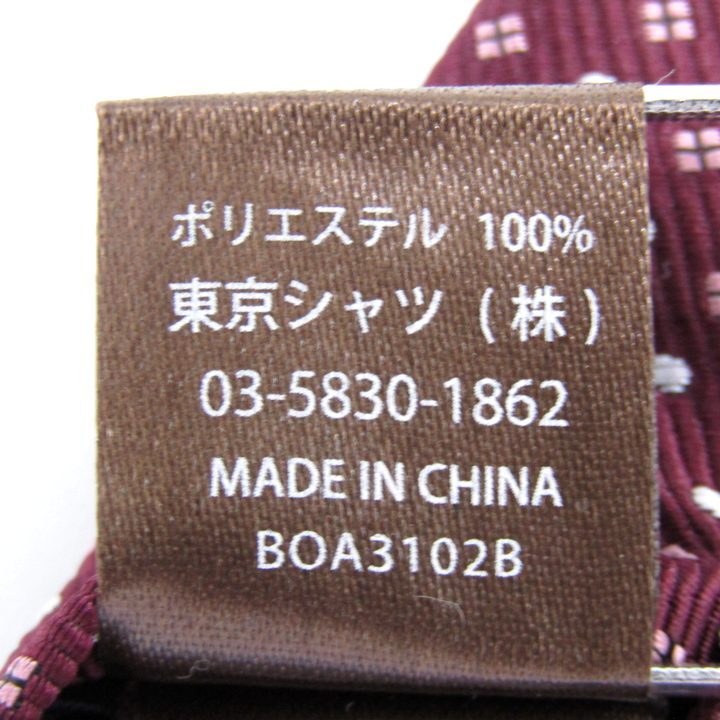 ポリエステル 100%
東京シャツ (株)
03-5830-1862
MADE IN CHINA
BOA3102B